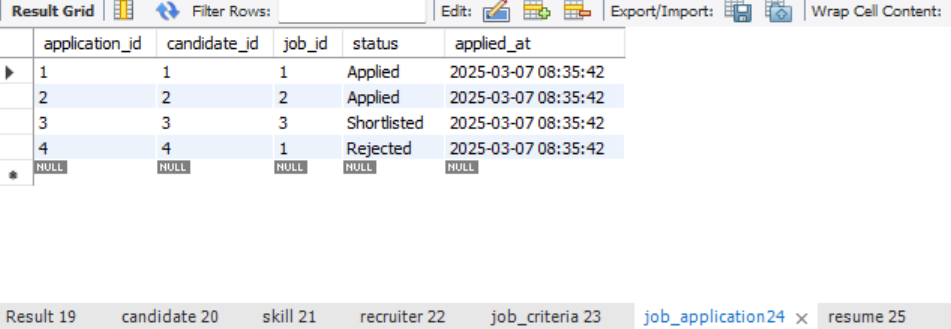 Result Grid Filter Rows: Edit: Export/Import: Wrap Cell Content:
application_id candidate_id job_id status applied_at
1 1 1 Applied 2025-03-07 08:35:42
2 2 2 Applied 2025-03-07 08:35:42
3 3 3 Shortlisted 2025-03-07 08:35:42
4 4 1 Rejected 2025-03-07 08:35:42
NULL NULL NULL NULL NULL
Result 19 candidate 20 skill 21 recruiter 22 job_criteria 23 job_application24 resume 25